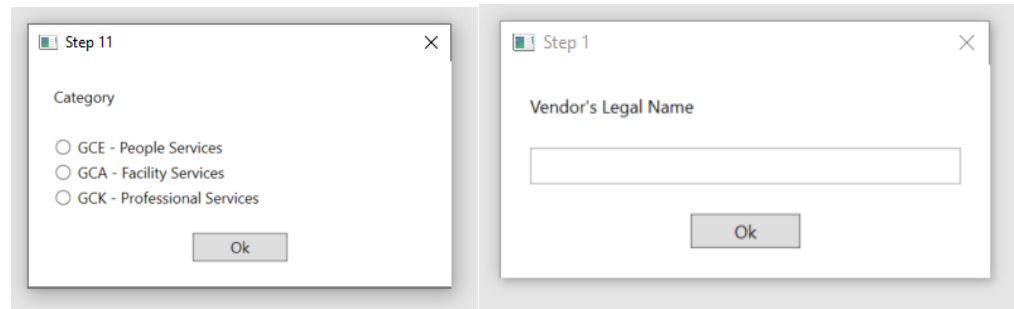 Step 11
Category
GCE - People Services
GCA - Facility Services
GCK - Professional Services
Ok
Step 1
Vendor's Legal Name
Ok